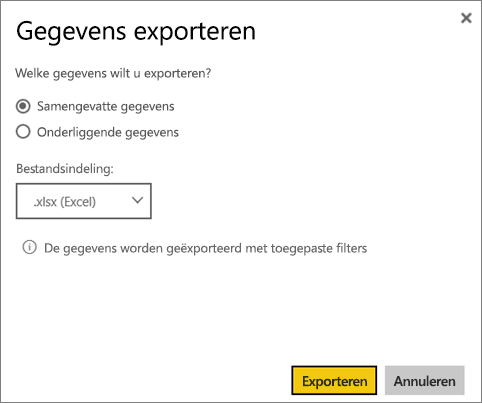 Gegevens exporteren
Welke gegevens wilt u exporteren?
Samengevatte gegevens
Onderliggende gegevens
Bestandsindeling:
.xlsx (Excel)
De gegevens worden geëxporteerd met toegepaste filters
Exporteren
Annuleren